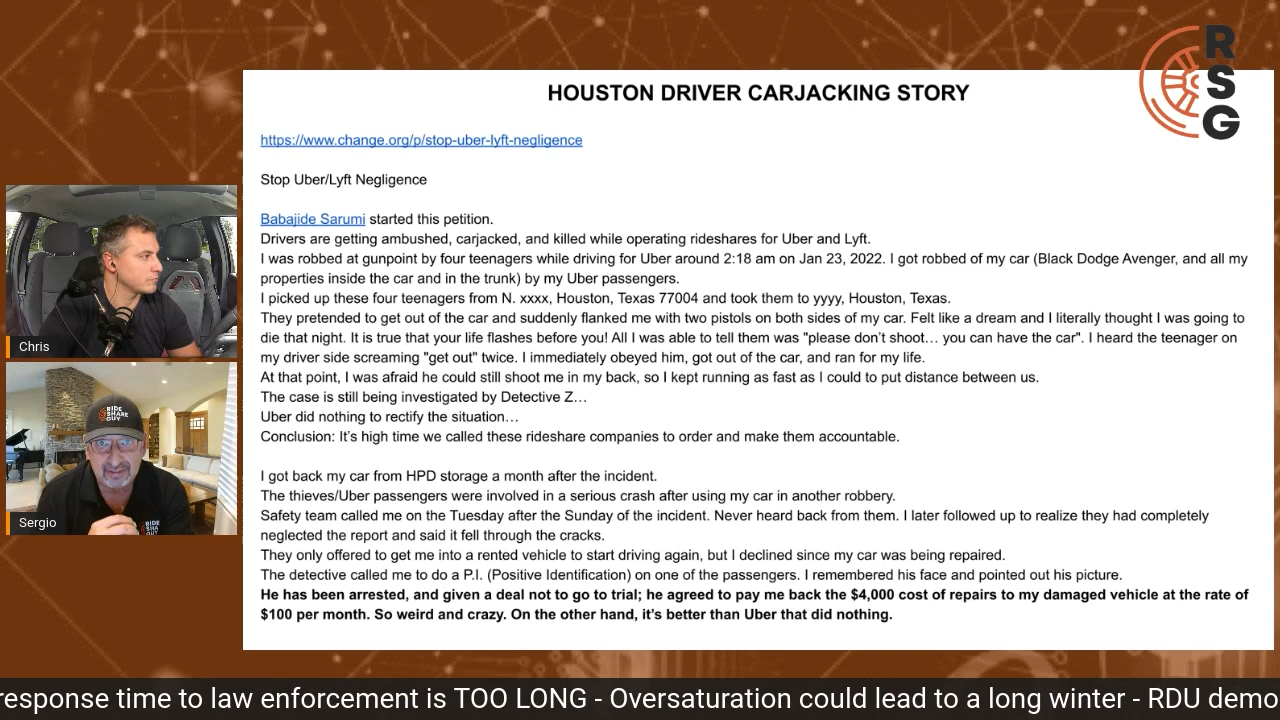 R
S
G
HOUSTON DRIVER CARJACKING STORY
https://www.change.org/p/stop-uber-lyft-negligence
Stop Uber/Lyft Negligence
Babajide Sarumi started this petition.
Drivers are getting ambushed, carjacked, and killed while operating rideshares for Uber and Lyft.
I was robbed at gunpoint by four teenagers while driving for Uber around 2:18 am on Jan 23, 2022. I got robbed of my car (Black Dodge Avenger, and all my
properties inside the car and in the trunk) by my Uber passengers.
I picked up these four teenagers from N. xxxx, Houston, Texas 77004 and took them to yyyy, Houston, Texas.
They pretended to get out of the car and suddenly flanked me with two pistols on both sides of my car. Felt like a dream and I literally thought I was going to
die that night. It is true that your life flashes before you! All I was able to tell them was "please don’t shoot… you can have the car". I heard the teenager on
my driver side screaming "get out" twice. I immediately obeyed him, got out of the car, and ran for my life.
At that point, I was afraid he could still shoot me in my back, so I kept running as fast as I could to put distance between us.
The case is still being investigated by Detective Z…
Uber did nothing to rectify the situation…
Conclusion: It’s high time we called these rideshare companies to order and make them accountable.
I got back my car from HPD storage a month after the incident.
The thieves/Uber passengers were involved in a serious crash after using my car in another robbery.
Safety team called me on the Tuesday after the Sunday of the incident. Never heard back from them. I later followed up to realize they had completely
neglected the report and said it fell through the cracks.
They only offered to get me into a rented vehicle to start driving again, but I declined since my car was being repaired.
The detective called me to do a P.I. (Positive Identification) on one of the passengers. I remembered his face and pointed out his picture.
He has been arrested, and given a deal not to go to trial; he agreed to pay me back the $4,000 cost of repairs to my damaged vehicle at the rate of
$100 per month. So weird and crazy. On the other hand, it’s better than Uber that did nothing.
Chris
RIDE
SHARE
GUY
Sergio
RIDE
response time to law enforcement is TOO LONG - Oversaturation could lead to a long winter - RDU demo